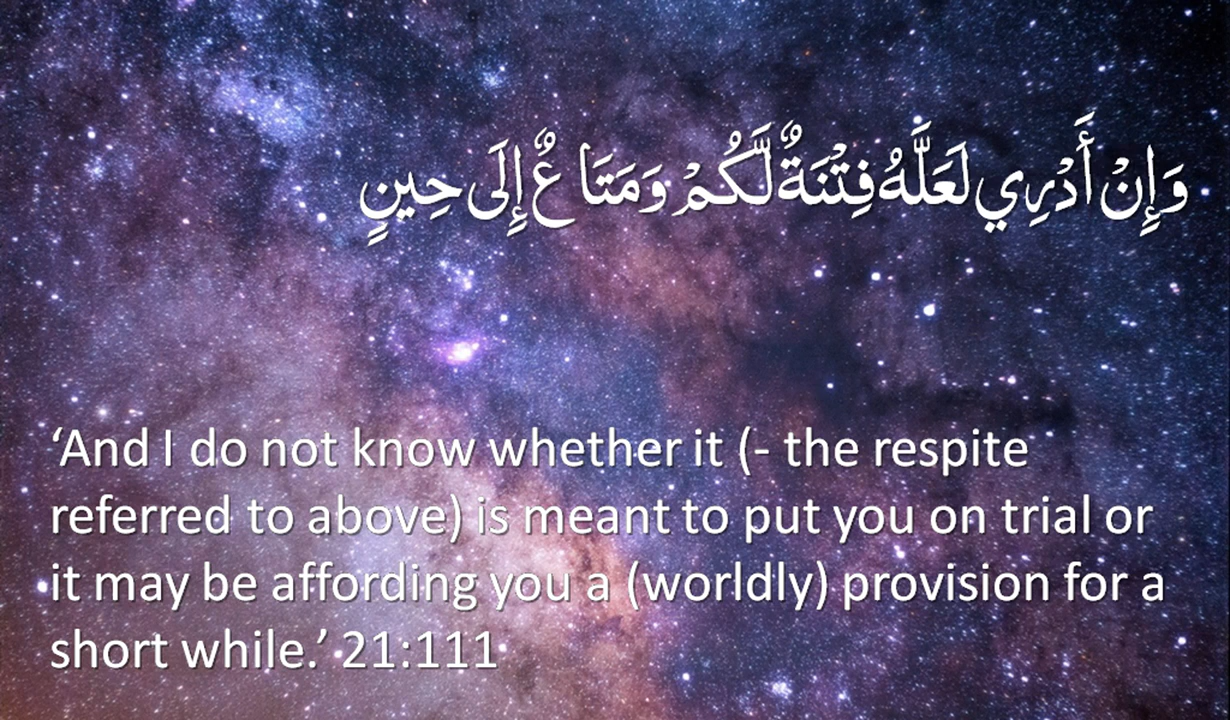 وَإِنْ أَدْرِي لَعَلَّهُ فِتْنَةٌ لَّكُمْ وَمَتَاعٌ إِلَى حِينٍ
‘And I do not know whether it (- the respite
referred to above) is meant to put you on trial or
it may be affording you a (worldly) provision for a
short while.’ 21:111